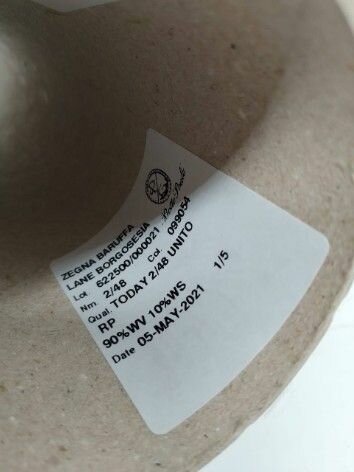 ZEGNA BARUFFA
LANE BORGOSESIA
Lot. 622500/000021 Col. 099054
Nm. 2/48
Qual. TODAY 2/48 UNITO
RP
90%WV 10%WS 1/5
Date 05-MAY-2021